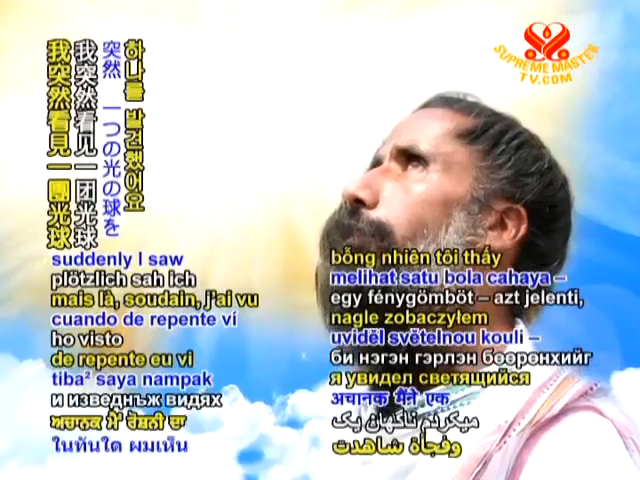 SUPREME MASTER
TV.COM
하나를 발견했어요
突然 一つの光の球を
我突然看见一团光球
我突然看見一團光球
suddenly I saw
plötzlich sah ich
mais là, soudain, j'ai vu
cuando de repente ví
ho visto
de repente eu vi
tiba² saya nampak
и изведнъж видях
ਅਚਾਨਕ ਮੈਂ ਰੋਸ਼ਨੀ ਦਾ
ในทันใด ผมเห็น
bỗng nhiên tôi thấy
melihat satu bola cahaya –
egy fénygömböt – azt jelenti,
nagle zobaczyłem
uviděl světelnou kouli –
би нэгэн гэрлэн бөөрөнхийг
я увидел светящийся
अचानक मैंने एक
میکردم ناگهان یک
وفجأة شاهدت